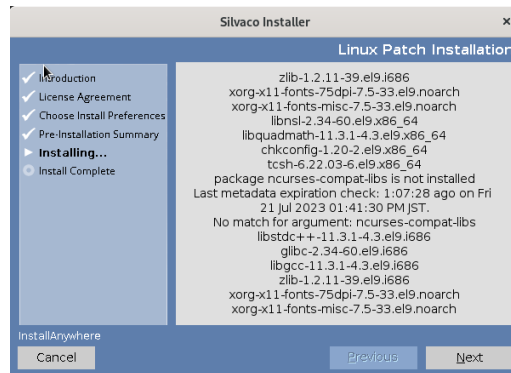 Silvaco Installer
×
Linux Patch Installation
Introduction
License Agreement
Choose Install Preferences
Pre-Installation Summary
Installing...
Install Complete
zlib-1.2.11-39.el9.i686
xorg-x11-fonts-75dpi-7.5-33.el9.noarch
xorg-x11-fonts-misc-7.5-33.el9.noarch
libnsl-2.34-60.el9.x86_64
libquadmath-11.3.1-4.3.el9.x86_64
chkconfig-1.20-2.el9.x86_64
tcsh-6.22.03-6.el9.x86_64
package ncurses-compat-libs is not installed
Last metadata expiration check: 1:07:28 ago on Fri
21 Jul 2023 01:41:30 PM JST.
No match for argument: ncurses-compat-libs
libstdc++-11.3.1-4.3.el9.i686
glibc-2.34-60.el9.i686
libgcc-11.3.1-4.3.el9.i686
zlib-1.2.11-39.el9.i686
xorg-x11-fonts-75dpi-7.5-33.el9.noarch
xorg-x11-fonts-misc-7.5-33.el9.noarch
InstallAnywhere
Cancel
Previous
Next